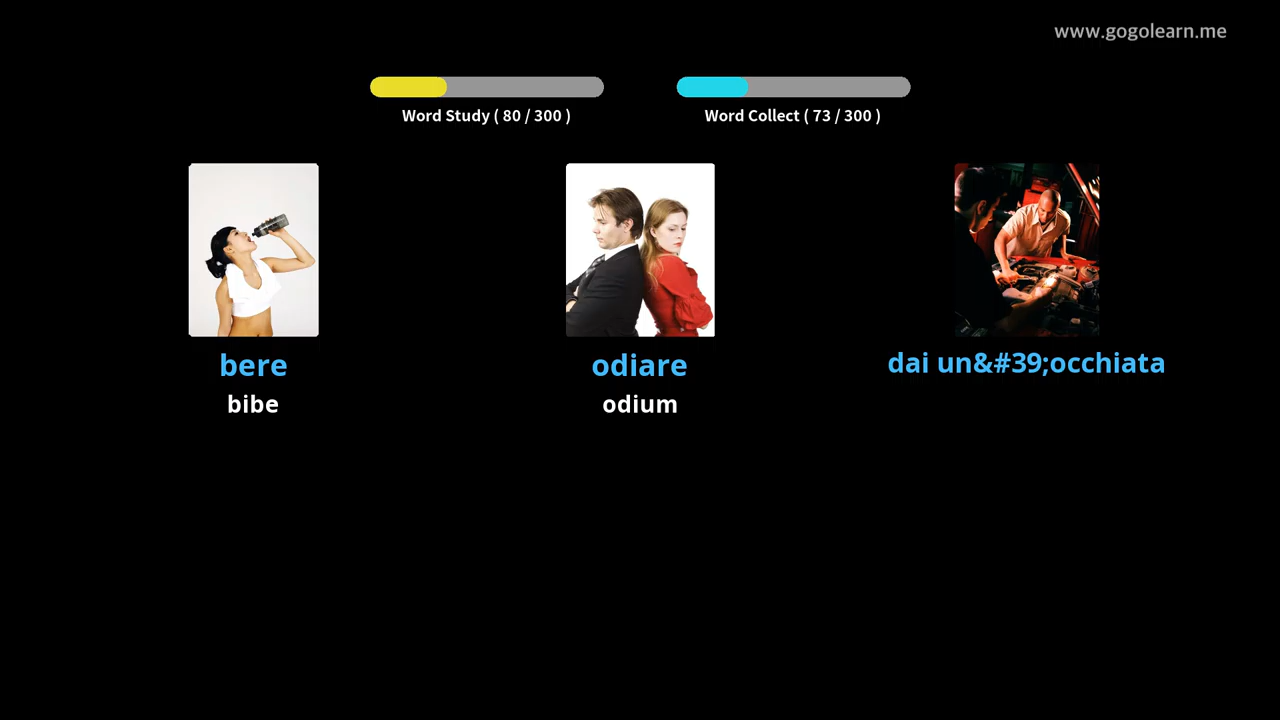 www.gogolearn.me
Word Study ( 80 / 300 )
Word Collect ( 73 / 300 )
bere
bibe
odiare
odium
dai un&#39;occhiata